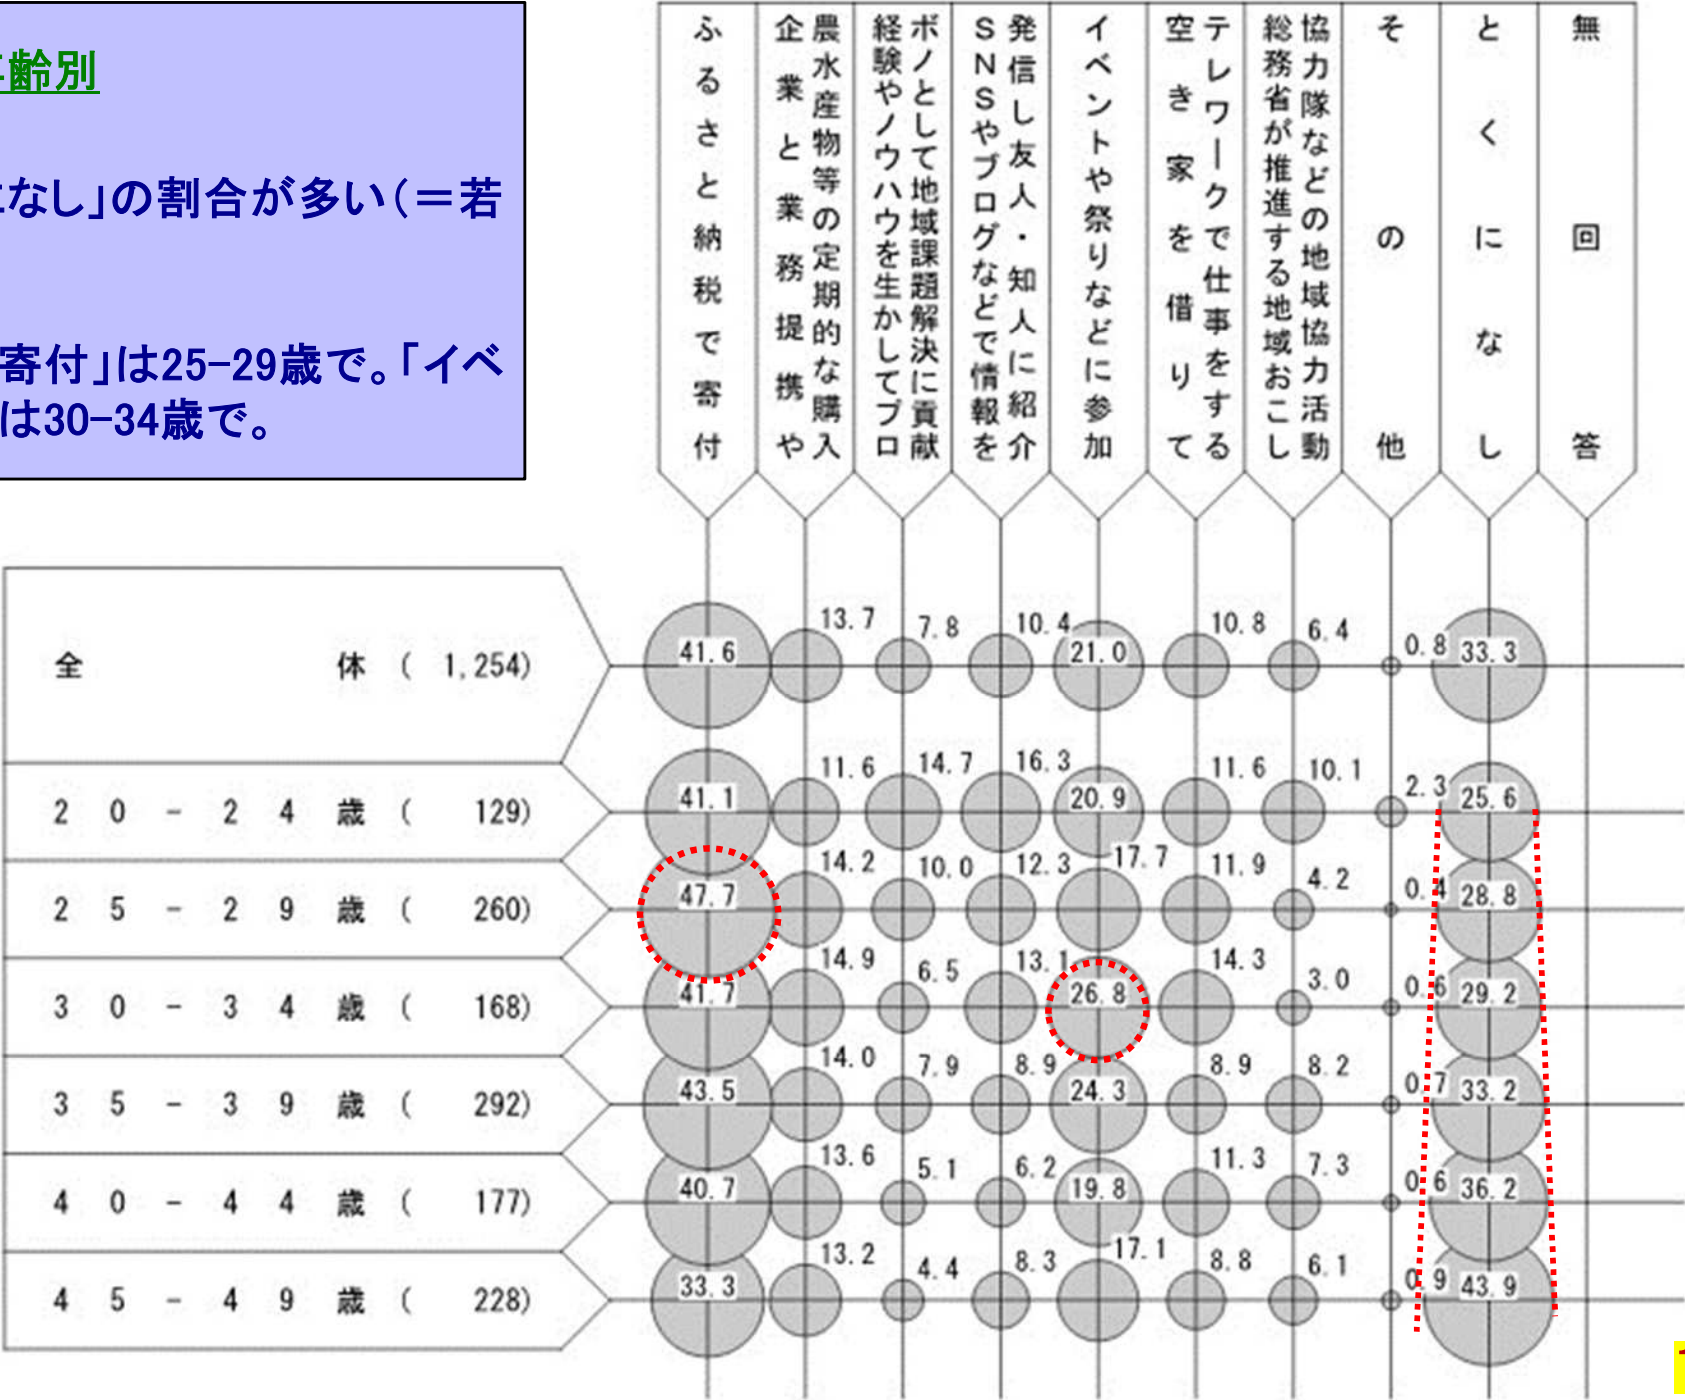 齢別
なし」の割合が多い（＝若
寄付」は25-29歳で。「イベ
は30-34歳で。
ふるさと納税で寄付
農水産物等の定期的な購入
企業と業務提携や
ボノとして地域課題解決に貢献
経験やノウハウを生かしてプロ
発信し友人・知人に紹介
SNSやブログなどで情報を
イベントや祭りなどに参加
テレワークで仕事をする
空き家を借りて
協力隊などの地域協力活動
総務省が推進する地域おこし
その他
とくになし
無回答
全体 ( 1,254) 41.6 13.7 7.8 10.4 21.0 10.8 6.4 0.8 33.3
20-24歳 ( 129) 41.1 11.6 14.7 16.3 20.9 11.6 10.1 2.3 25.6
25-29歳 ( 260) 47.7 14.2 10.0 12.3 17.7 11.9 4.2 0.4 28.8
30-34歳 ( 168) 41.7 14.9 6.5 13.1 26.8 14.3 3.0 0.6 29.2
35-39歳 ( 292) 43.5 14.0 7.9 8.9 24.3 8.9 8.2 0.7 33.2
40-44歳 ( 177) 40.7 13.6 5.1 6.2 19.8 11.3 7.3 0.6 36.2
45-49歳 ( 228) 33.3 13.2 4.4 8.3 17.1 8.8 6.1 0.9 43.9